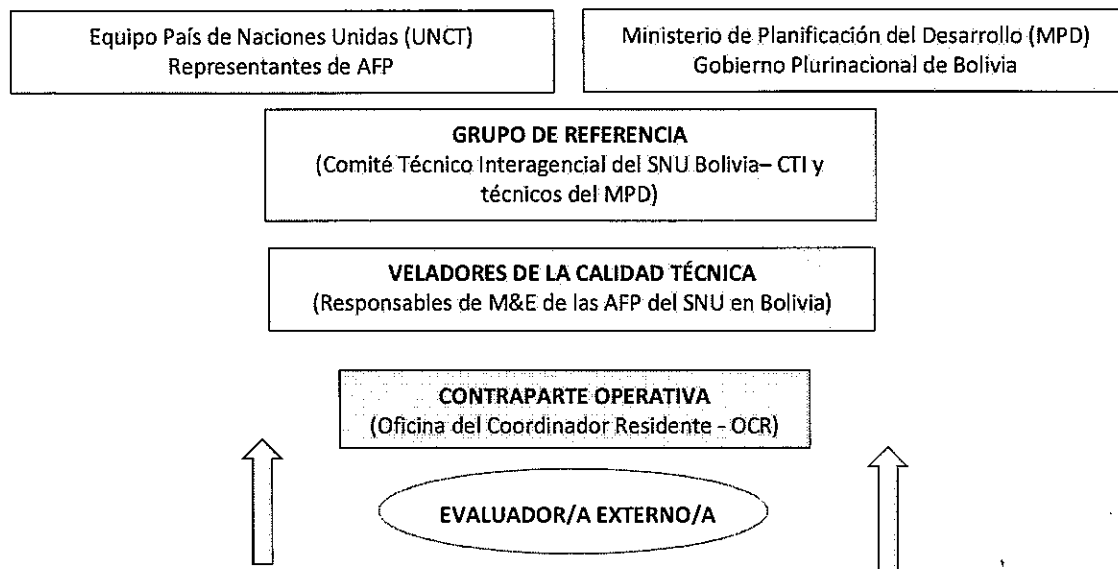 Equipo País de Naciones Unidas (UNCT)
Representantes de AFP
Ministerio de Planificación del Desarrollo (MPD)
Gobierno Plurinacional de Bolivia
GRUPO DE REFERENCIA
(Comité Técnico Interagencial del SNU Bolivia– CTI y
técnicos del MPD)
VELADORES DE LA CALIDAD TÉCNICA
(Responsables de M&E de las AFP del SNU en Bolivia)
CONTRAPARTE OPERATIVA
(Oficina del Coordinador Residente - OCR)
EVALUADOR/A EXTERNO/A